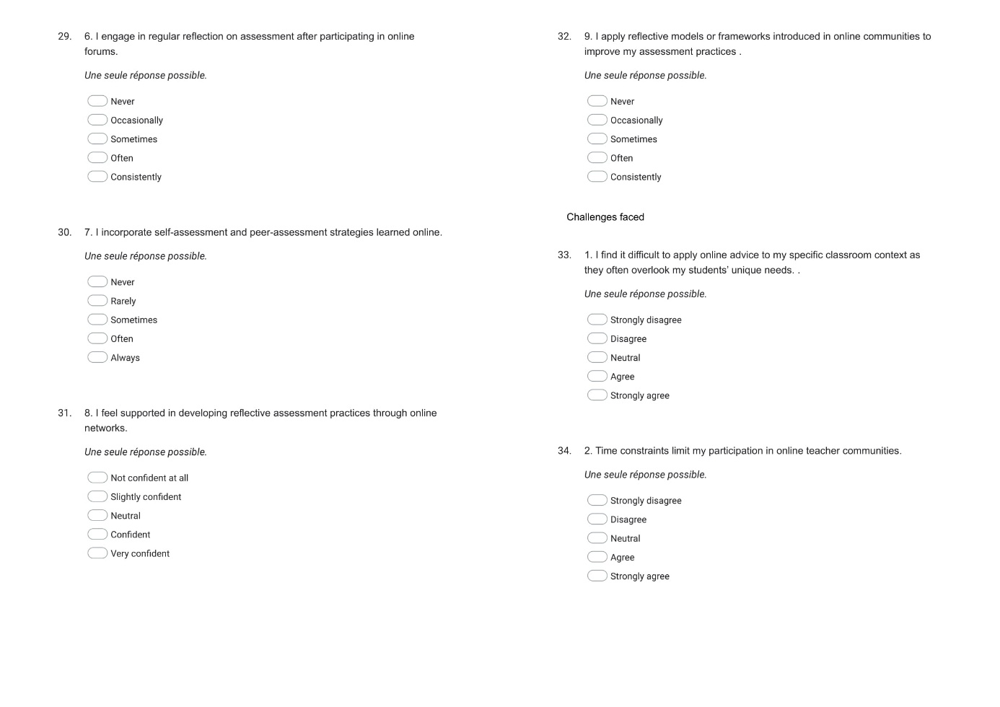 29. 6. I engage in regular reflection on assessment after participating in online
forums.
Une seule réponse possible.
Never
Occasionally
Sometimes
Often
Consistently
30. 7. I incorporate self-assessment and peer-assessment strategies learned online.
Une seule réponse possible.
Never
Rarely
Sometimes
Often
Always
31. 8. I feel supported in developing reflective assessment practices through online
networks.
Une seule réponse possible.
Not confident at all
Slightly confident
Neutral
Confident
Very confident
32. 9. I apply reflective models or frameworks introduced in online communities to
improve my assessment practices .
Une seule réponse possible.
Never
Occasionally
Sometimes
Often
Consistently
Challenges faced
33. 1. I find it difficult to apply online advice to my specific classroom context as
they often overlook my students’ unique needs. .
Une seule réponse possible.
Strongly disagree
Disagree
Neutral
Agree
Strongly agree
34. 2. Time constraints limit my participation in online teacher communities.
Une seule réponse possible.
Strongly disagree
Disagree
Neutral
Agree
Strongly agree